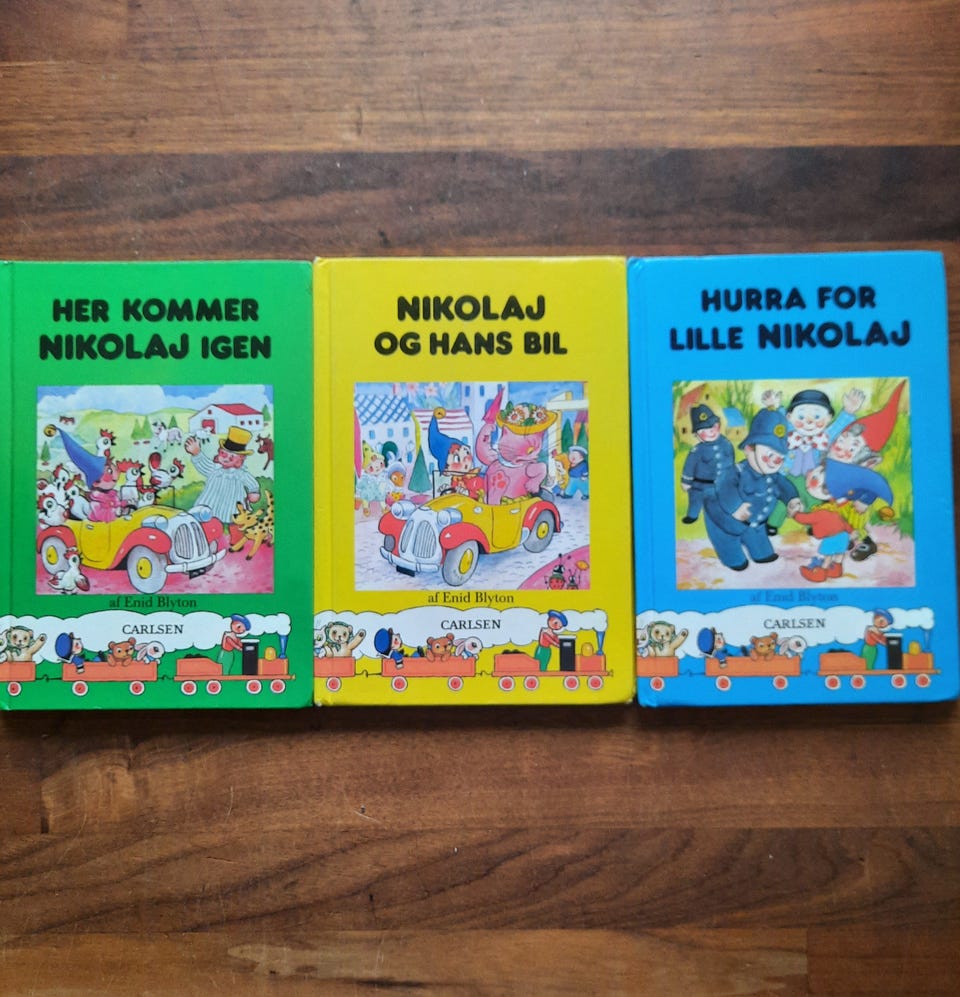 HER KOMMER
NIKOLAJ IGEN
af Enid Blyton
CARLSEN
NIKOLAJ
OG HANS BIL
af Enid Blyton
CARLSEN
HURRA FOR
LILLE NIKOLAJ
af Enid Blyton
CARLSEN